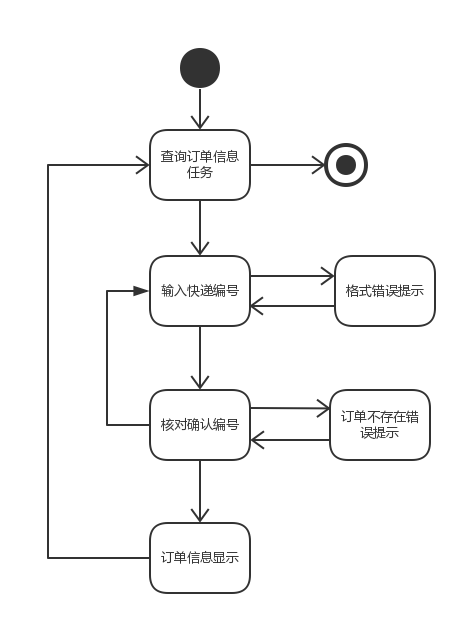 查询订单信息
任务
输入快递编号
格式错误提示
核对确认编号
订单不存在错
误提示
订单信息显示